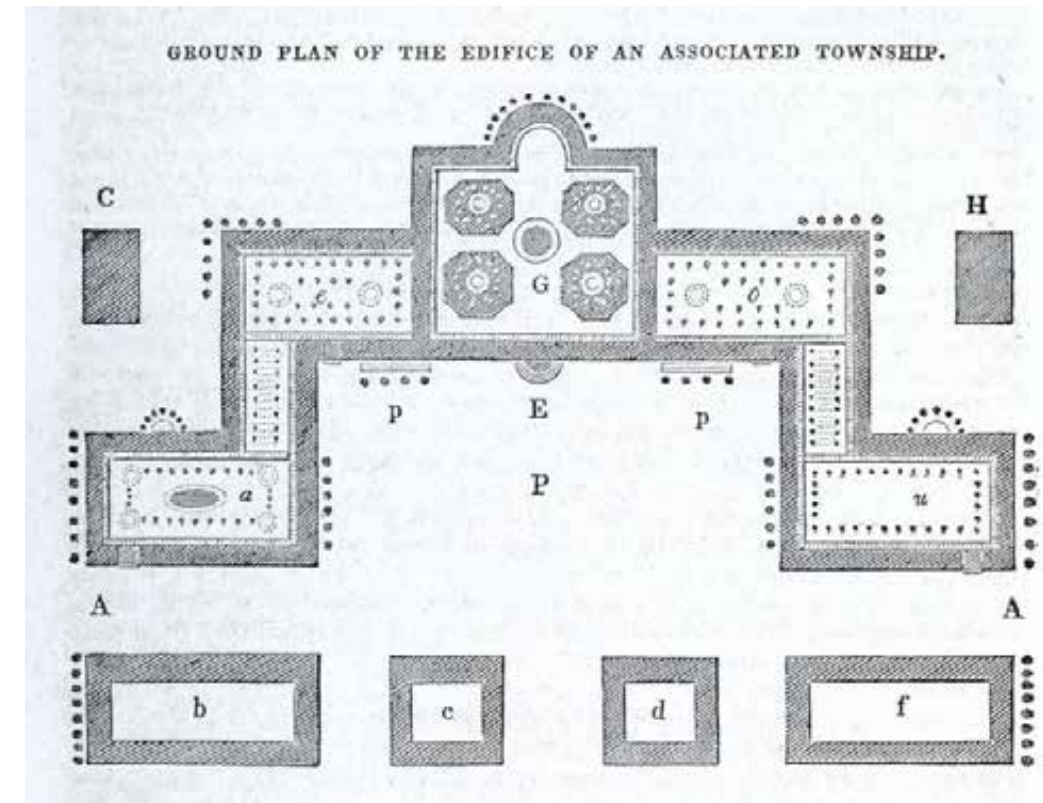 GROUND PLAN OF THE EDIFICE OF AN ASSOCIATED TOWNSHIP.
C H
G
e o
p E p
P
a u
A A
b c d f